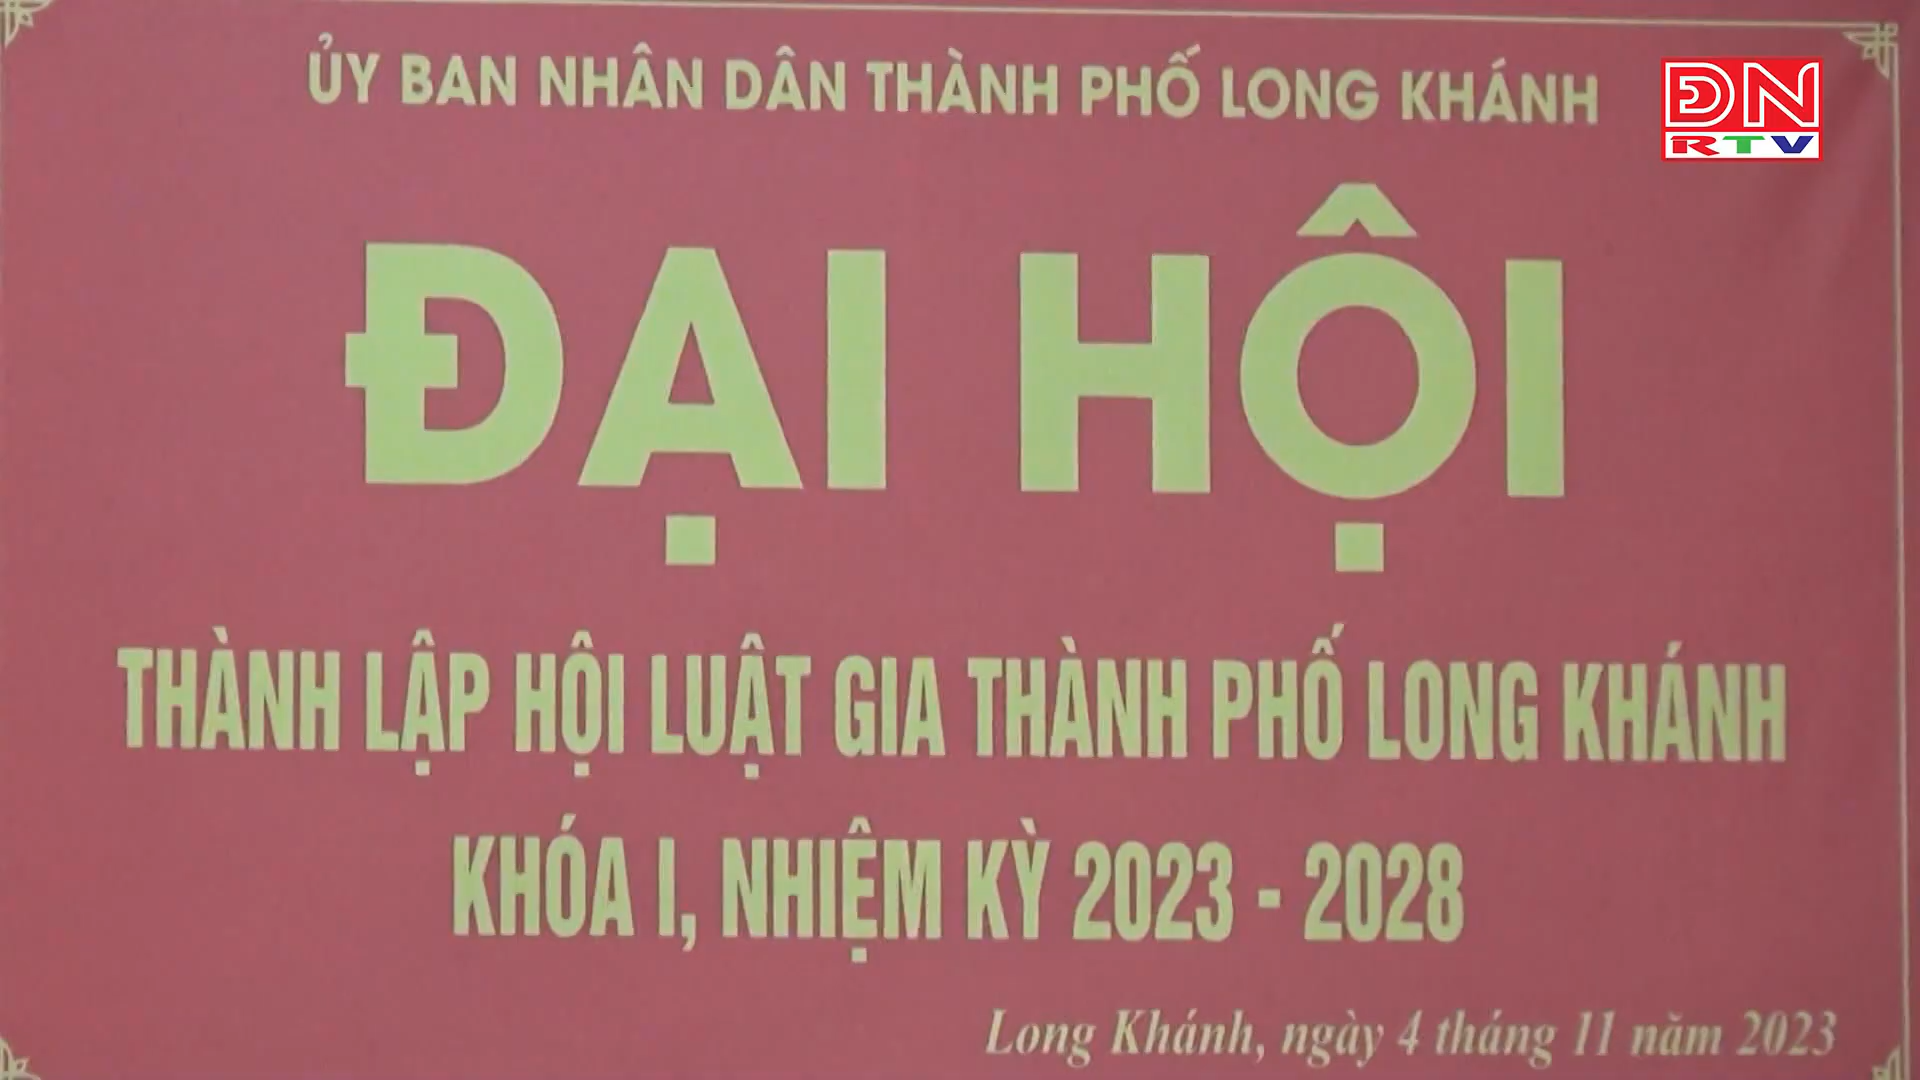 ỦY BAN NHÂN DÂN THÀNH PHỐ LONG KHÁNH
ĐN
RTV
ĐẠI HỘI
THÀNH LẬP HỘI LUẬT GIA THÀNH PHỐ LONG KHÁNH
KHÓA I, NHIỆM KỲ 2023 - 2028
Long Khánh, ngày 4 tháng 11 năm 2023